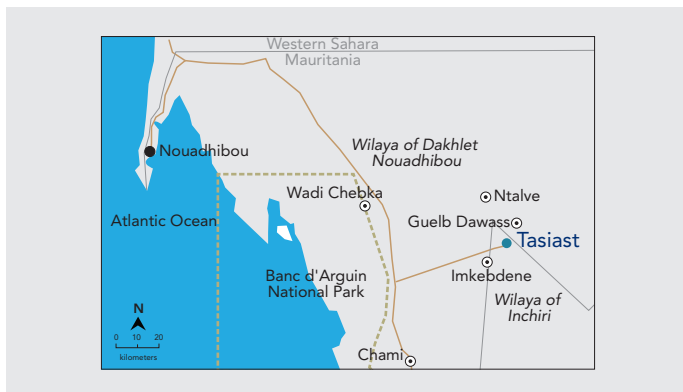 Western Sahara
Mauritania
Nouadhibou
Wilaya of Dakhlet
Nouadhibou
Wadi Chebka
Ntalve
Atlantic Ocean
Guelb Dawass
Tasiast
Banc d'Arguin
National Park
Imkebdene
Wilaya of
Inchiri
N
0 10 20
kilometers
Chami